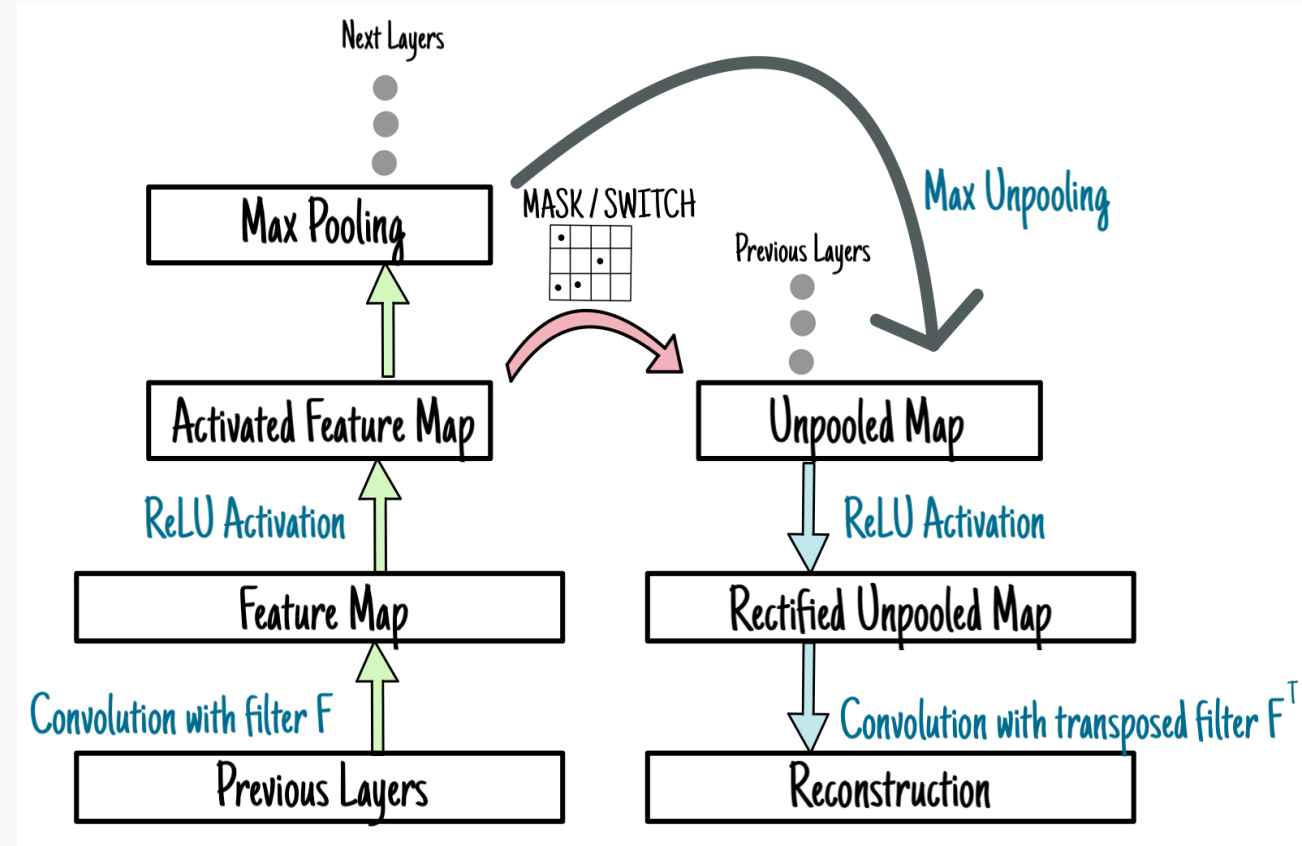 Next Layers
Max Pooling
MASK / SWITCH
Max Unpooling
Previous Layers
Activated Feature Map
Unpooled Map
ReLU Activation
ReLU Activation
Feature Map
Rectified Unpooled Map
Convolution with filter F
Convolution with transposed filter F^T
Previous Layers
Reconstruction